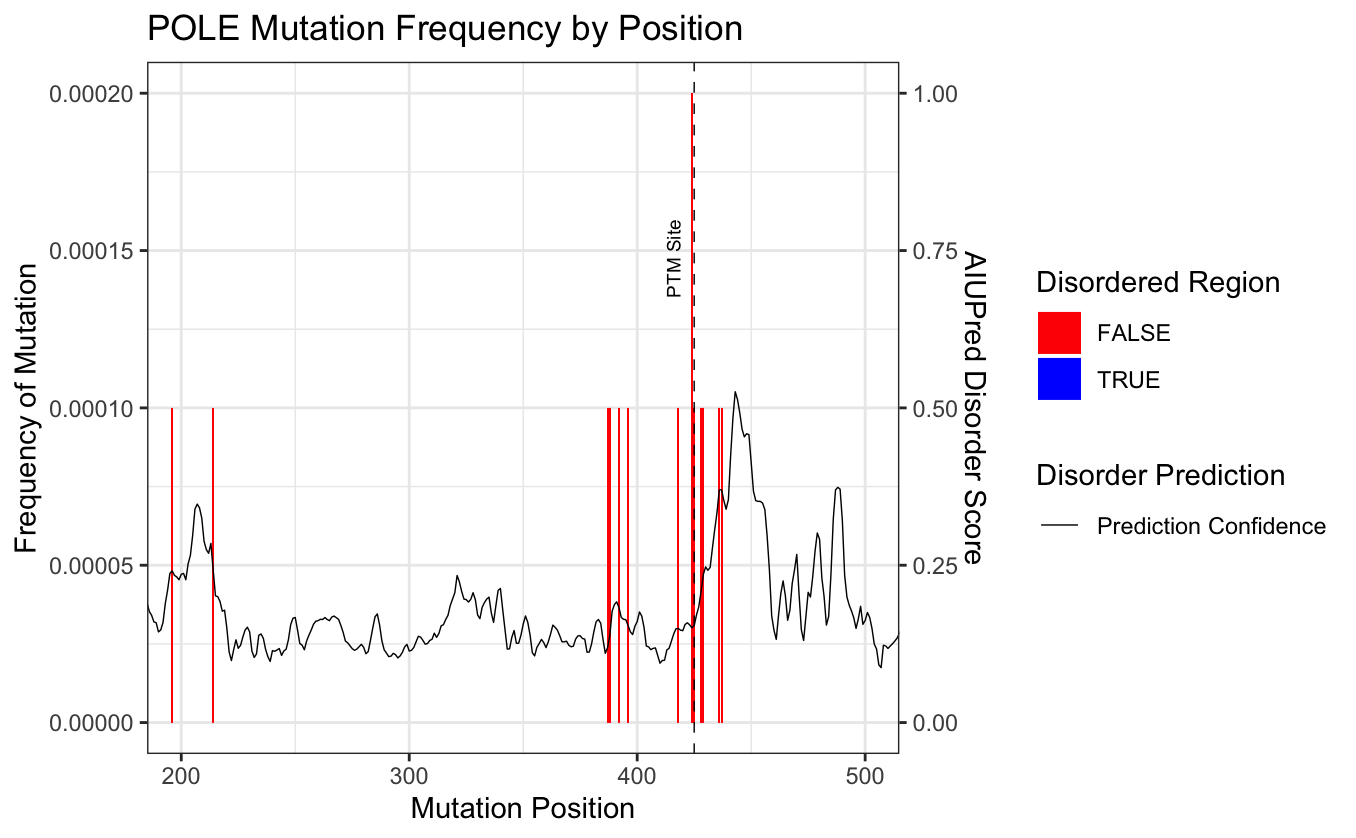 POLE Mutation Frequency by Position
Frequency of Mutation
0.00020
0.00015
0.00010
0.00005
0.00000
PTM Site
1.00
0.75
0.50
0.25
0.00
AIUPred Disorder Score
200
300
400
500
Mutation Position
Disordered Region
FALSE
TRUE
Disorder Prediction
Prediction Confidence